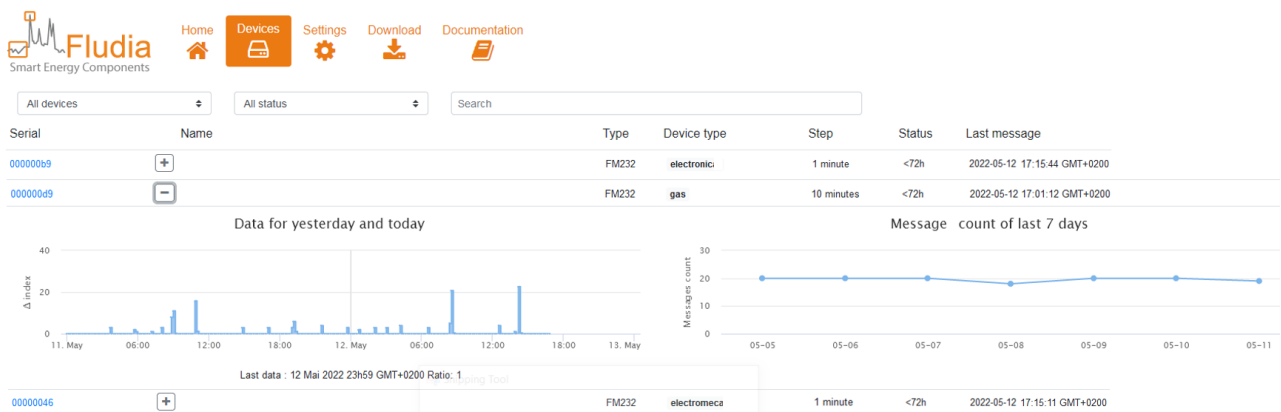 Fludia
Smart Energy Components
Home Devices Settings Download Documentation
All devices All status Search
Serial Name Type Device type Step Status Last message
000000b9 + FM232 electronic 1 minute <72h 2022-05-12 17:15:44 GMT+0200
000000d9 − FM232 gas 10 minutes <72h 2022-05-12 17:01:12 GMT+0200
Data for yesterday and today
Δ index
40
20
0
11. May 06:00 12:00 18:00 12. May 06:00 12:00 18:00 13. May
Last data : 12 Mai 2022 23h59 GMT+0200 Ratio: 1
Message count of last 7 days
Messages count
30
20
10
0
05-05 05-06 05-07 05-08 05-09 05-10 05-11
Snipping Tool
00000046 + FM232 electromeca 1 minute <72h 2022-05-12 17:15:11 GMT+0200